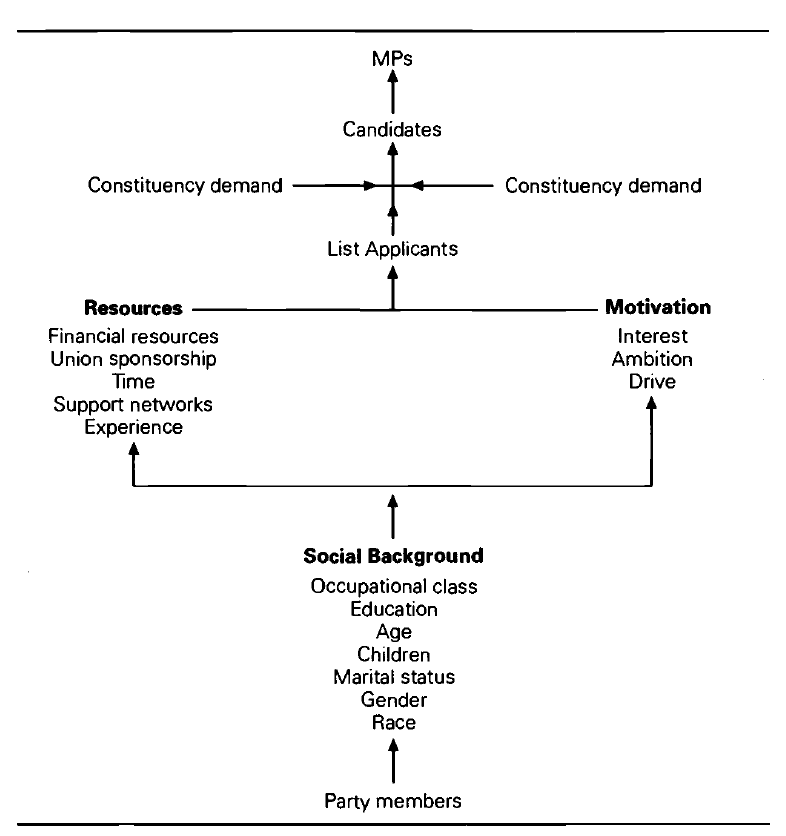 MPs
Candidates
Constituency demand Constituency demand
List Applicants
Resources Motivation
Financial resources Interest
Union sponsorship Ambition
Time Drive
Support networks
Experience
Social Background
Occupational class
Education
Age
Children
Marital status
Gender
Race
Party members